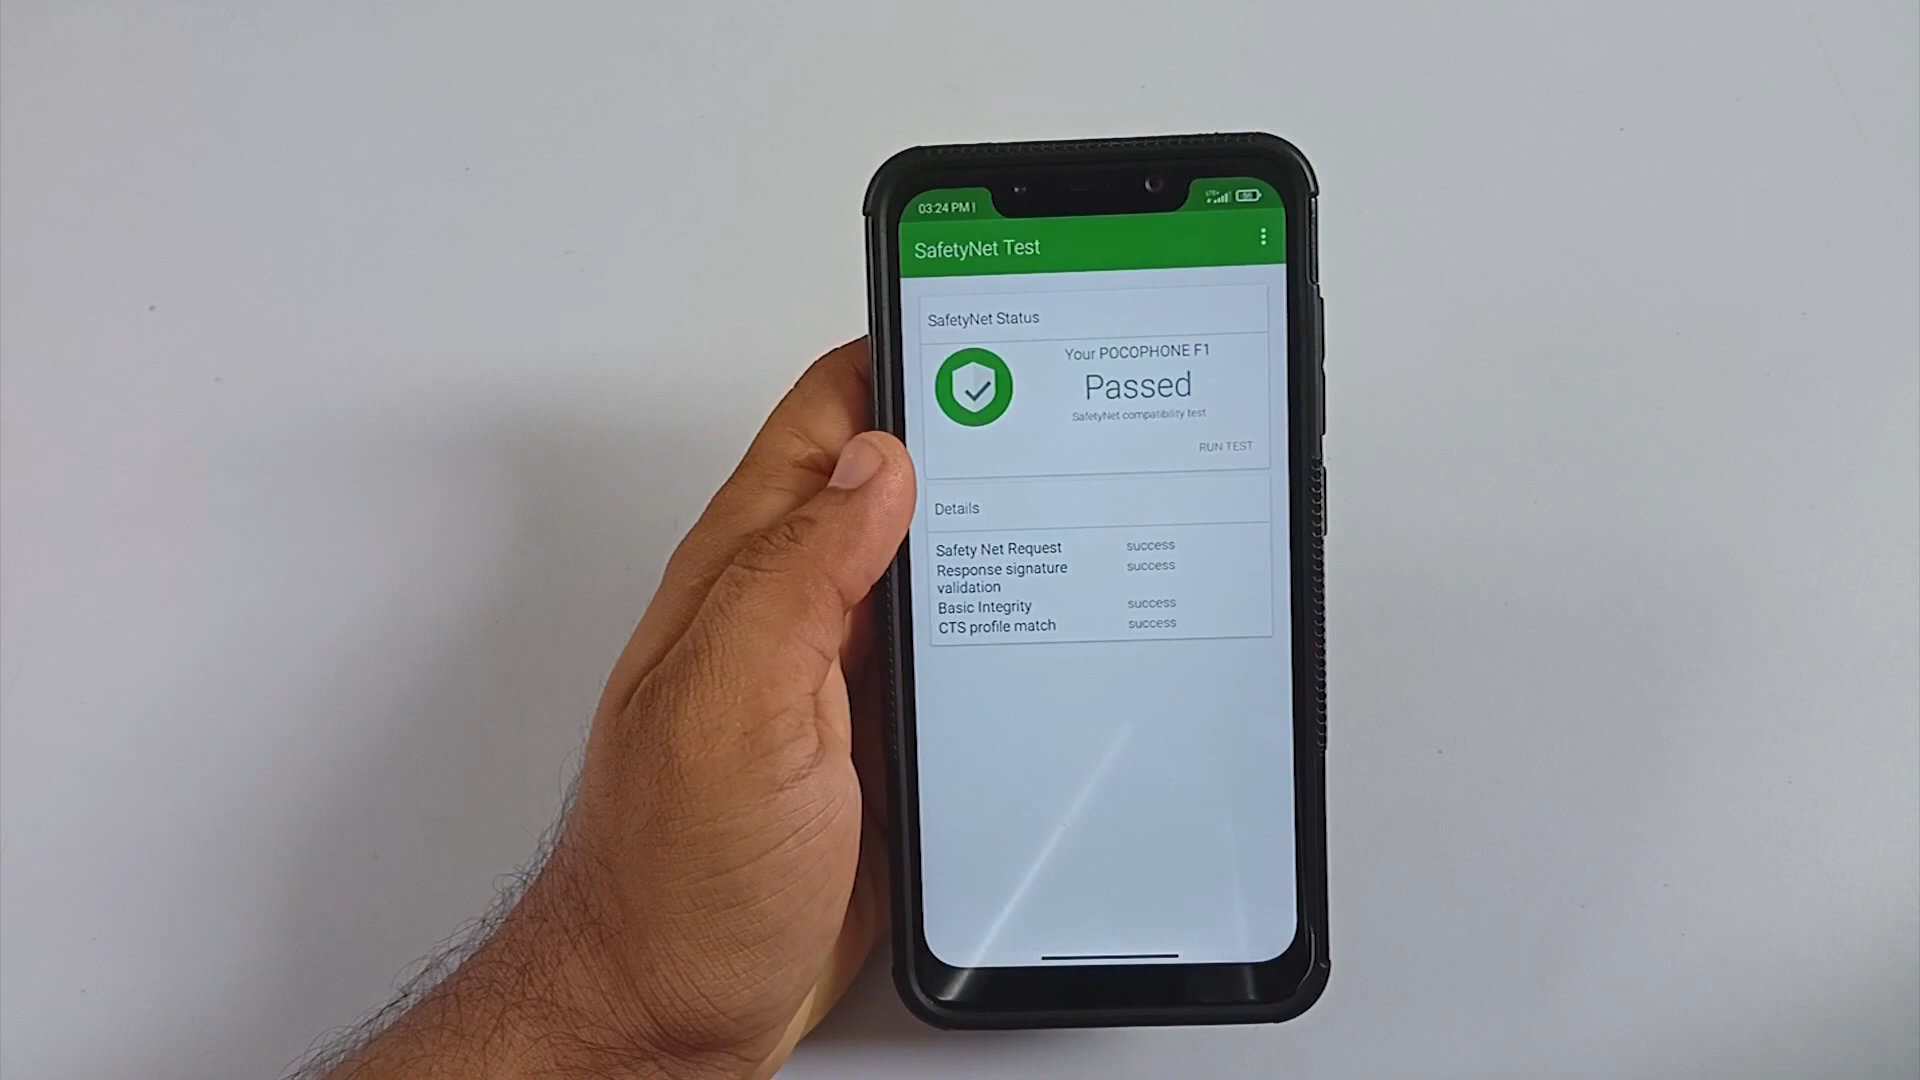 03:24 PM
SafetyNet Test
SafetyNet Status
Your POCOPHONE F1
Passed
SafetyNet compatibility test
RUN TEST
Details
Safety Net Request success
Response signature success
validation
Basic Integrity success
CTS profile match success